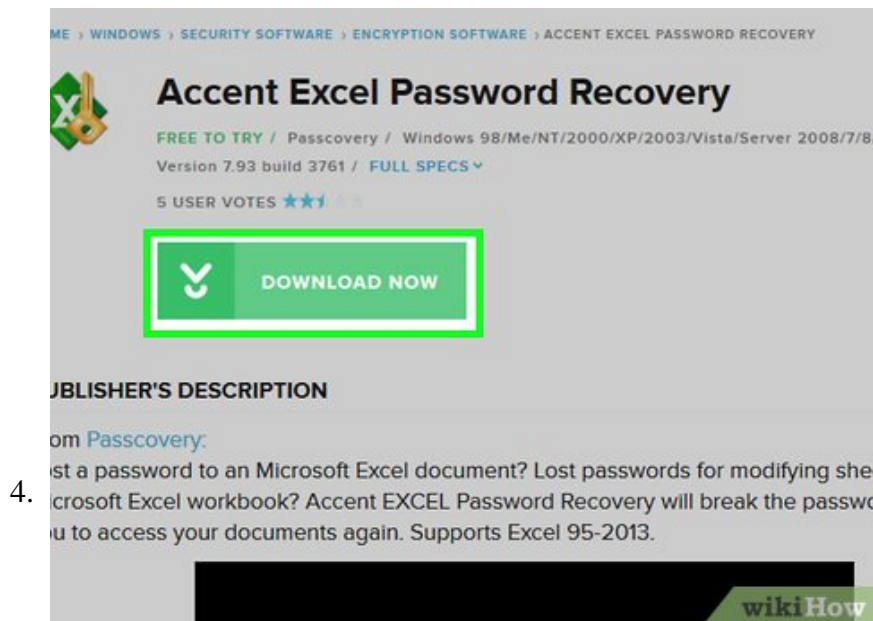 ME › WINDOWS › SECURITY SOFTWARE › ENCRYPTION SOFTWARE › ACCENT EXCEL PASSWORD RECOVERY
Accent Excel Password Recovery
FREE TO TRY / Passcovery / Windows 98/Me/NT/2000/XP/2003/Vista/Server 2008/7/8/
Version 7.93 build 3761 / FULL SPECS
5 USER VOTES
DOWNLOAD NOW
UBLISHER'S DESCRIPTION
om Passcovery:
st a password to an Microsoft Excel document? Lost passwords for modifying she
4. icrosoft Excel workbook? Accent EXCEL Password Recovery will break the passwo
u to access your documents again. Supports Excel 95-2013.
wikiHow